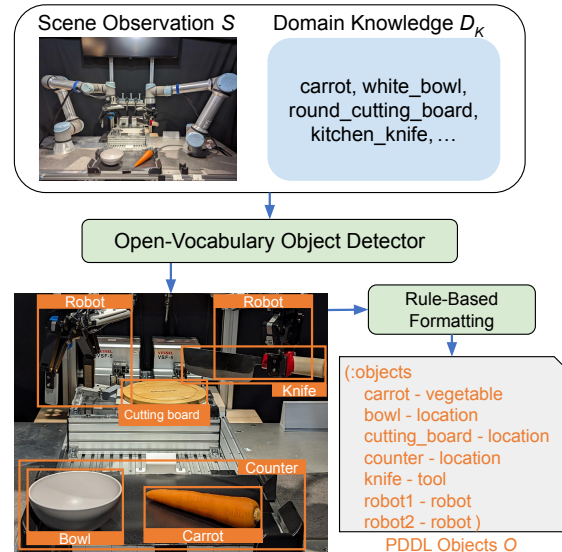 Scene Observation S
Domain Knowledge D_K
carrot, white_bowl,
round_cutting_board,
kitchen_knife, …
Open-Vocabulary Object Detector
Robot
Robot
Knife
Cutting board
Counter
Bowl
Carrot
Rule-Based
Formatting
(:objects
carrot - vegetable
bowl - location
cutting_board - location
counter - location
knife - tool
robot1 - robot
robot2 - robot )
PDDL Objects O